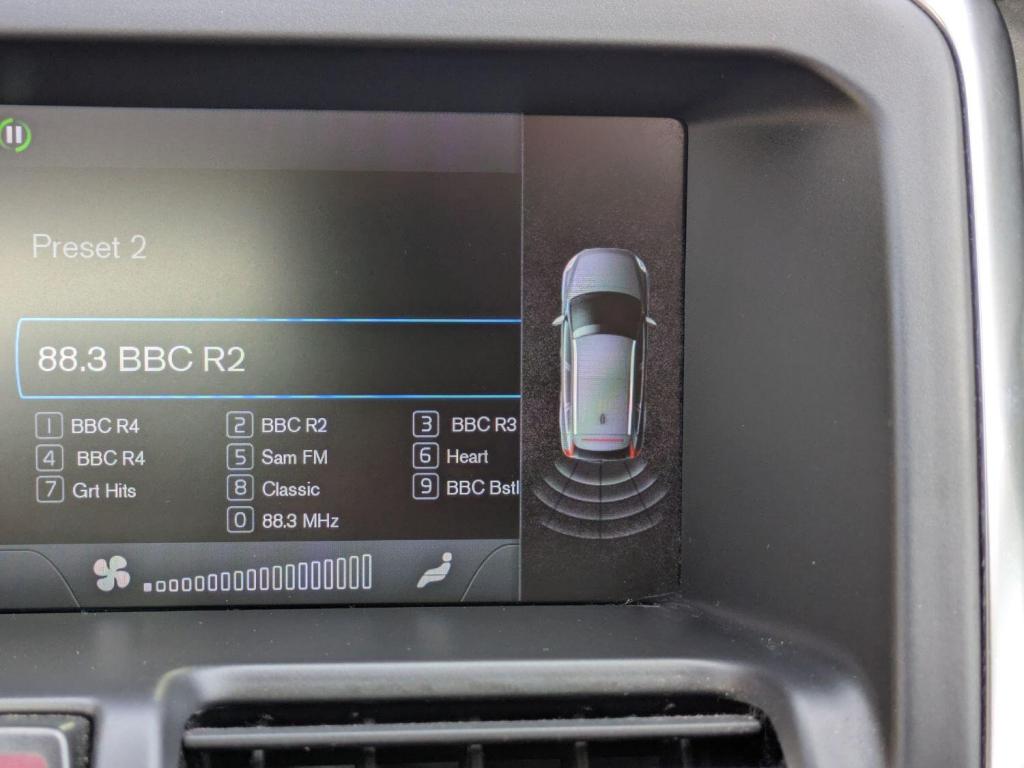 Preset 2
88.3 BBC R2
1 BBC R4 2 BBC R2 3 BBC R3
4 BBC R4 5 Sam FM 6 Heart
7 Grt Hits 8 Classic 9 BBC Bstl
0 88.3 MHz